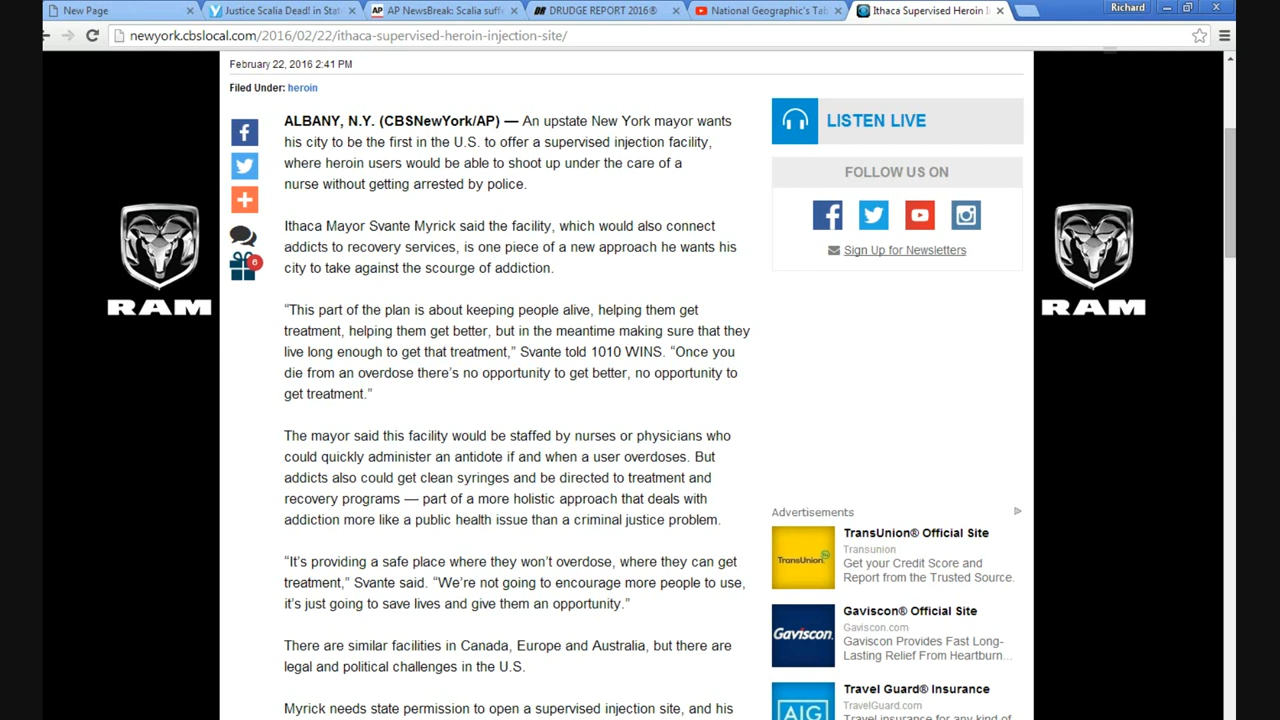 New Page
Justice Scalia Dead! in Stat
AP NewsBreak: Scalia suff
DRUDGE REPORT 2016®
National Geographic's Tab
Ithaca Supervised Heroin I
Richard
newyork.cbslocal.com/2016/02/22/ithaca-supervised-heroin-injection-site/
February 22, 2016 2:41 PM
Filed Under: heroin
ALBANY, N.Y. (CBSNewYork/AP) — An upstate New York mayor wants
his city to be the first in the U.S. to offer a supervised injection facility,
where heroin users would be able to shoot up under the care of a
nurse without getting arrested by police.
Ithaca Mayor Svante Myrick said the facility, which would also connect
addicts to recovery services, is one piece of a new approach he wants his
city to take against the scourge of addiction.
6
“This part of the plan is about keeping people alive, helping them get
treatment, helping them get better, but in the meantime making sure that they
live long enough to get that treatment,” Svante told 1010 WINS. “Once you
die from an overdose there’s no opportunity to get better, no opportunity to
get treatment.”
The mayor said this facility would be staffed by nurses or physicians who
could quickly administer an antidote if and when a user overdoses. But
addicts also could get clean syringes and be directed to treatment and
recovery programs — part of a more holistic approach that deals with
addiction more like a public health issue than a criminal justice problem.
“It’s providing a safe place where they won’t overdose, where they can get
treatment,” Svante said. “We’re not going to encourage more people to use,
it’s just going to save lives and give them an opportunity.”
There are similar facilities in Canada, Europe and Australia, but there are
legal and political challenges in the U.S.
Myrick needs state permission to open a supervised injection site, and his
RAM
LISTEN LIVE
FOLLOW US ON
Sign Up for Newsletters
Advertisements
TransUnion
TransUnion® Official Site
Transunion
Get your Credit Score and
Report from the Trusted Source.
Gaviscon
Gaviscon® Official Site
Gaviscon.com
Gaviscon Provides Fast Long-
Lasting Relief From Heartburn...
AIG
Travel Guard® Insurance
TravelGuard.com
Travel insurance for any kind of
RAM